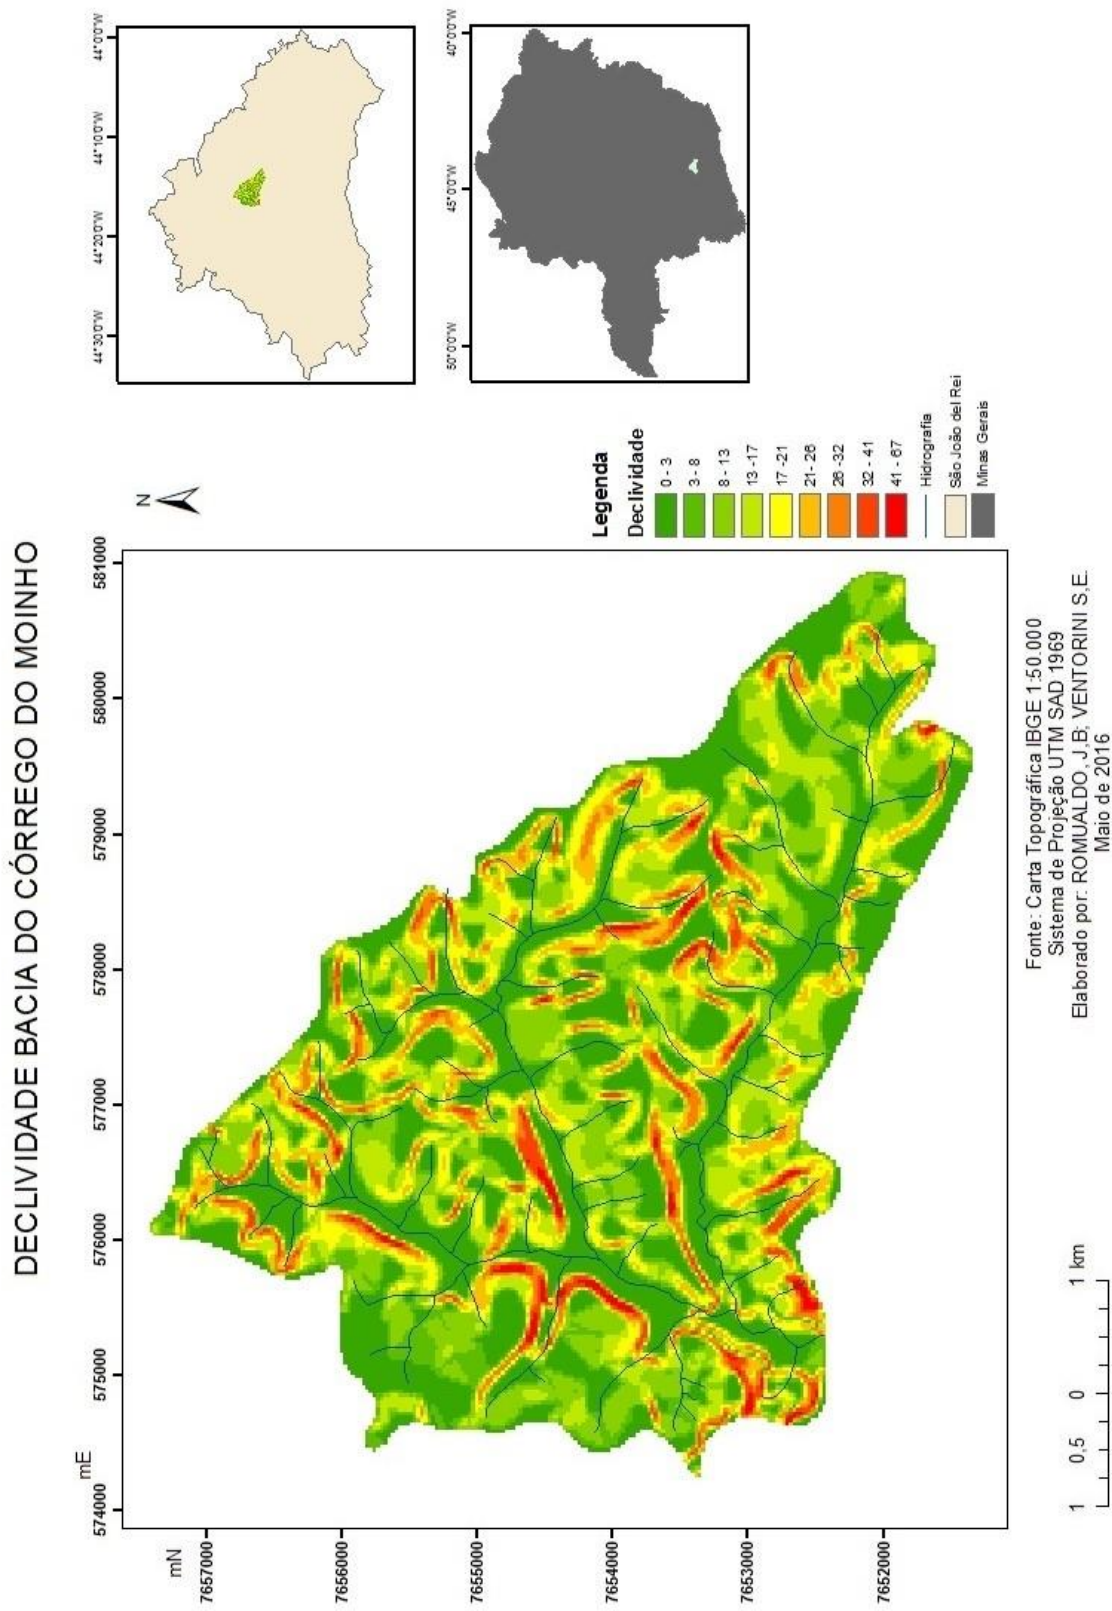 DECLIVIDADE BACIA DO CÓRREGO DO MOINHO
mE
574000
575000
576000
577000
578000
579000
580000
581000
mN
7657000
7656000
7655000
7654000
7653000
7652000
N
44°30'0"W
44°20'0"W
44°10'0"W
44°0'0"W
50°0'0"W
45°0'0"W
40°0'0"W
Legenda
Declividade
0 - 3
3 - 8
8 - 13
13 -17
17 -21
21 - 26
26 -32
32 - 41
41 - 67
Hidrografia
São João del Rei
Minas Gerais
1 0,5 0 1 km
Fonte: Carta Topográfica IBGE 1:50.000
Sistema de Projeção UTM SAD 1969
Elaborado por: ROMUALDO, J,B; VENTORINI S,E.
Maio de 2016